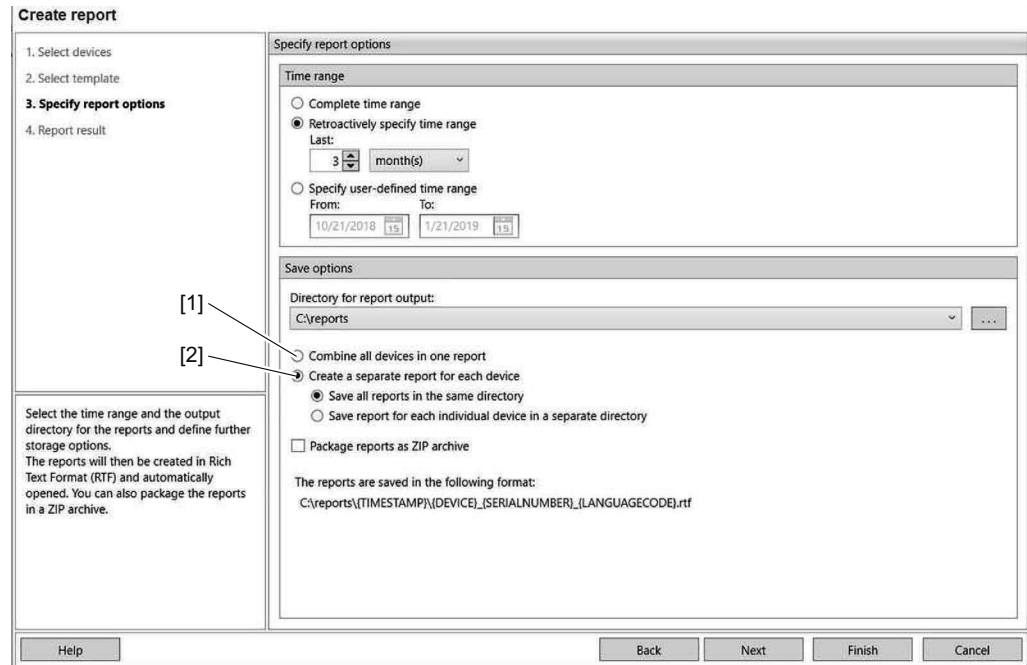 Create report
1. Select devices
2. Select template
3. Specify report options
4. Report result
Select the time range and the output
directory for the reports and define further
storage options.
The reports will then be created in Rich
Text Format (RTF) and automatically
opened. You can also package the reports
in a ZIP archive.
Specify report options
Time range
Complete time range
Retroactively specify time range
Last:
3 month(s)
Specify user-defined time range
From: To:
10/21/2018 15 1/21/2019 15
Save options
Directory for report output:
C:\reports ...
[1]
Combine all devices in one report
[2]
Create a separate report for each device
Save all reports in the same directory
Save report for each individual device in a separate directory
Package reports as ZIP archive
The reports are saved in the following format:
C:\reports\{TIMESTAMP}\{DEVICE}_{SERIALNUMBER}_{LANGUAGECODE}.rtf
Help Back Next Finish Cancel